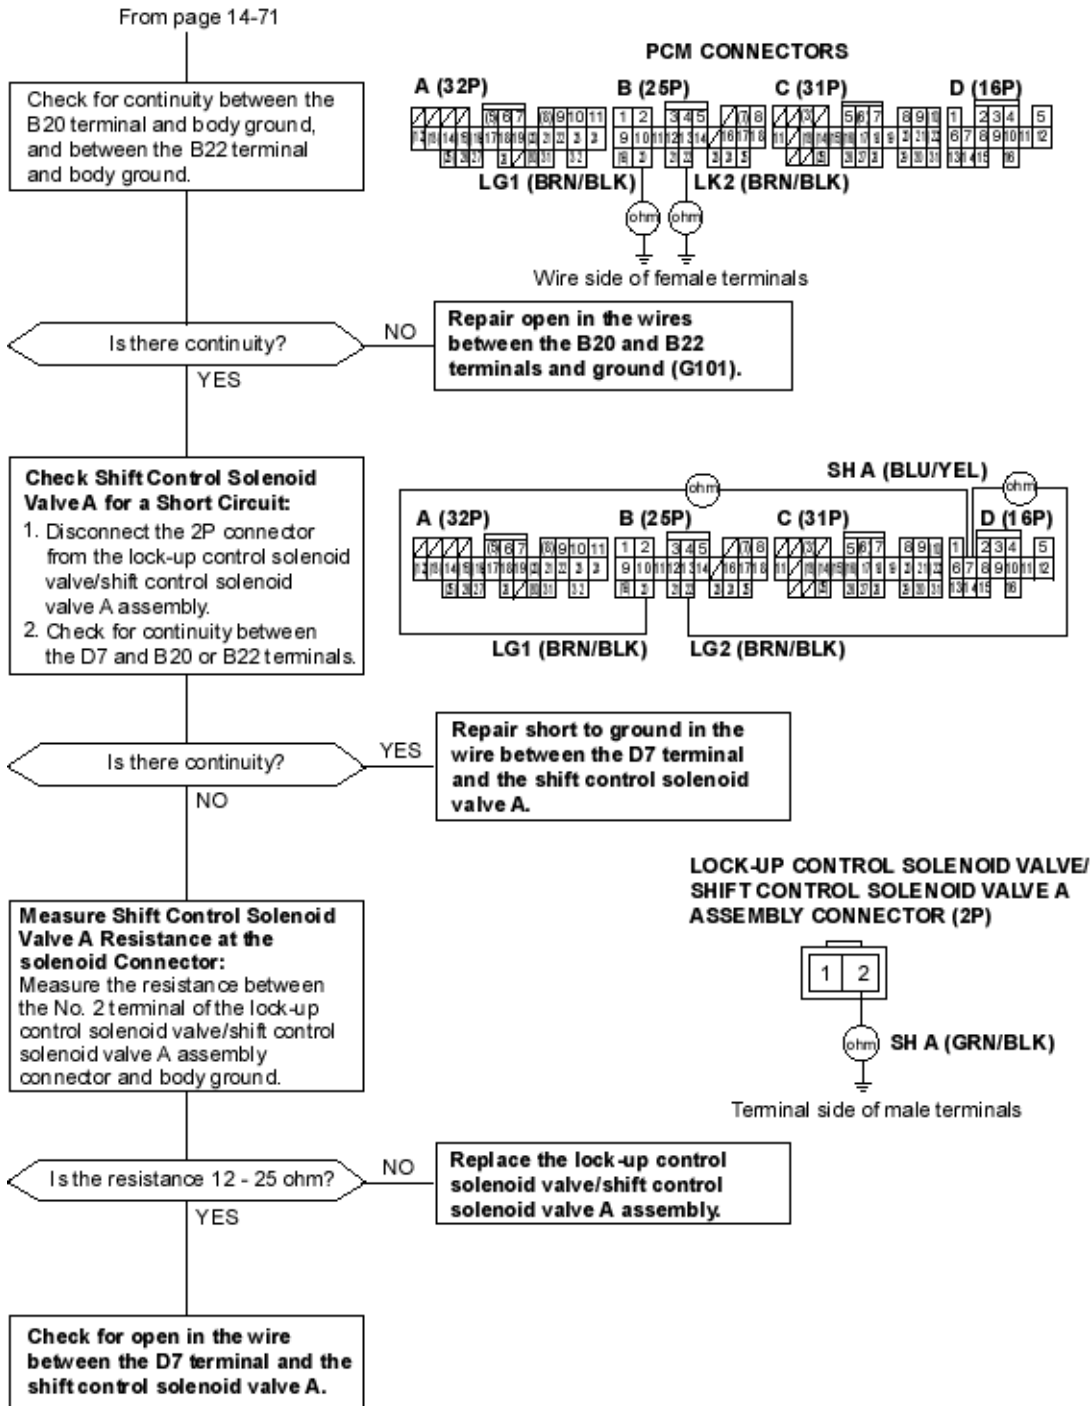 From page 14-71
PCM CONNECTORS
A (32P) B (25P) C (31P) D (16P)
Check for continuity between the
B20 terminal and body ground,
and between the B22 terminal
and body ground.
LG1 (BRN/BLK) LK2 (BRN/BLK)
ohm ohm
Wire side of female terminals
Is there continuity?
NO
YES
Repair open in the wires
between the B20 and B22
terminals and ground (G101).
Check Shift Control Solenoid
Valve A for a Short Circuit:
1. Disconnect the 2P connector
from the lock-up control solenoid
valve/shift control solenoid
valve A assembly.
2. Check for continuity between
the D7 and B20 or B22 terminals.
SH A (BLU/YEL)
ohm ohm
A (32P) B (25P) C (31P) D (16P)
LG1 (BRN/BLK) LG2 (BRN/BLK)
Is there continuity?
YES
NO
Repair short to ground in the
wire between the D7 terminal
and the shift control solenoid
valve A.
LOCK-UP CONTROL SOLENOID VALVE/
SHIFT CONTROL SOLENOID VALVE A
ASSEMBLY CONNECTOR (2P)
1 2
ohm SH A (GRN/BLK)
Terminal side of male terminals
Measure Shift Control Solenoid
Valve A Resistance at the
solenoid Connector:
Measure the resistance between
the No. 2 terminal of the lock-up
control solenoid valve/shift control
solenoid valve A assembly
connector and body ground.
Is the resistance 12 - 25 ohm?
NO
YES
Replace the lock-up control
solenoid valve/shift control
solenoid valve A assembly.
Check for open in the wire
between the D7 terminal and the
shift control solenoid valve A.